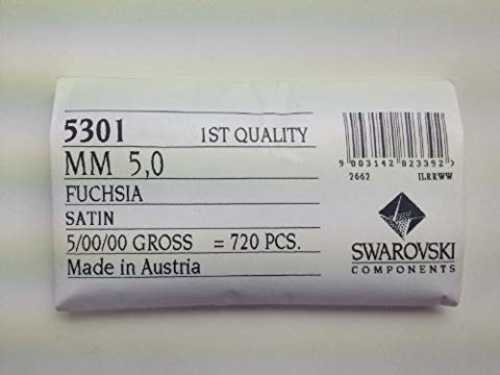 5301 1ST QUALITY
MM 5,0
FUCHSIA
SATIN
5/00/00 GROSS = 720 PCS.
Made in Austria
9 003142 023352
2662 ILRRWW
SWAROVSKI
COMPONENTS